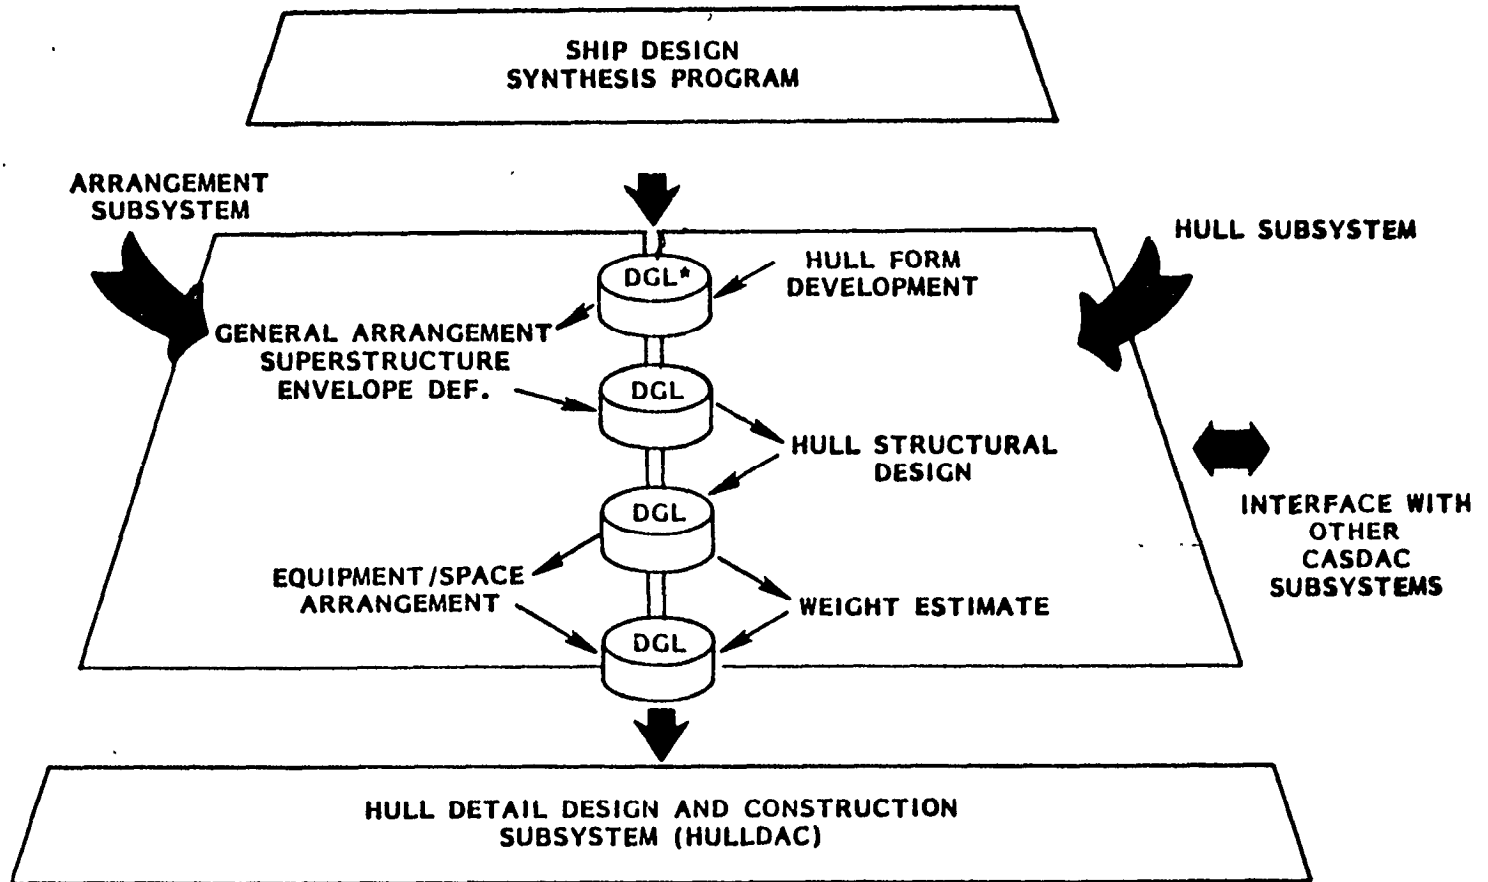 SHIP DESIGN
SYNTHESIS PROGRAM
ARRANGEMENT
SUBSYSTEM
HULL SUBSYSTEM
DGL*
HULL FORM
DEVELOPMENT
GENERAL ARRANGEMENT
SUPERSTRUCTURE
ENVELOPE DEF.
DGL
HULL STRUCTURAL
DESIGN
DGL
INTERFACE WITH
OTHER
CASDAC
SUBSYSTEMS
EQUIPMENT/SPACE
ARRANGEMENT
WEIGHT ESTIMATE
DGL
HULL DETAIL DESIGN AND CONSTRUCTION
SUBSYSTEM (HULLDAC)